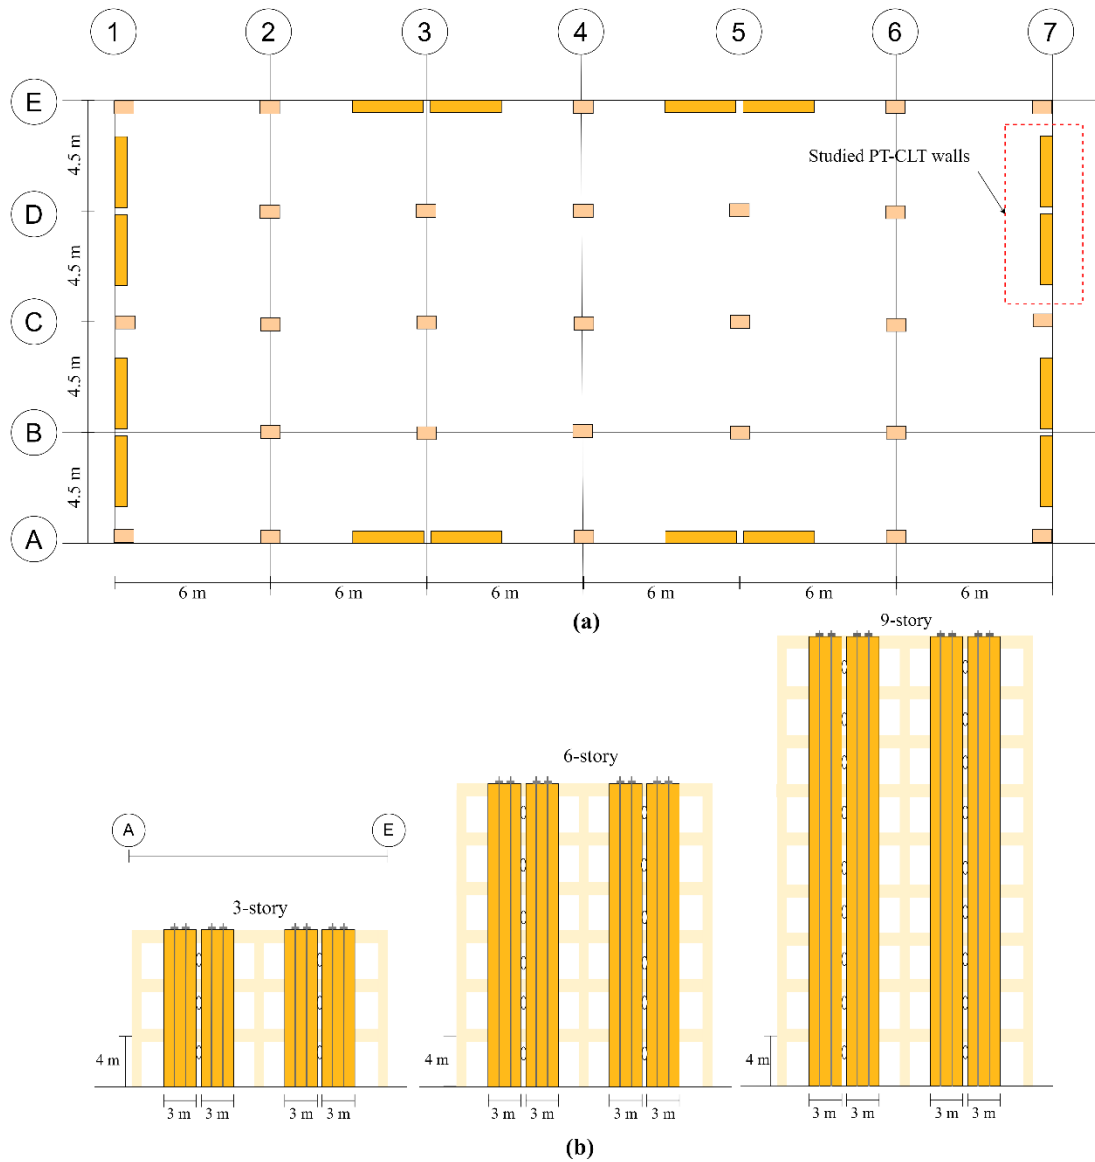 1 2 3 4 5 6 7
E
4.5 m
Studied PT-CLT walls
D
4.5 m
C
4.5 m
B
4.5 m
A
6 m 6 m 6 m 6 m 6 m 6 m
(a)
9-story
6-story
A E
3-story
4 m 4 m 4 m
3 m 3 m 3 m 3 m 3 m 3 m 3 m 3 m 3 m 3 m 3 m 3 m
(b)